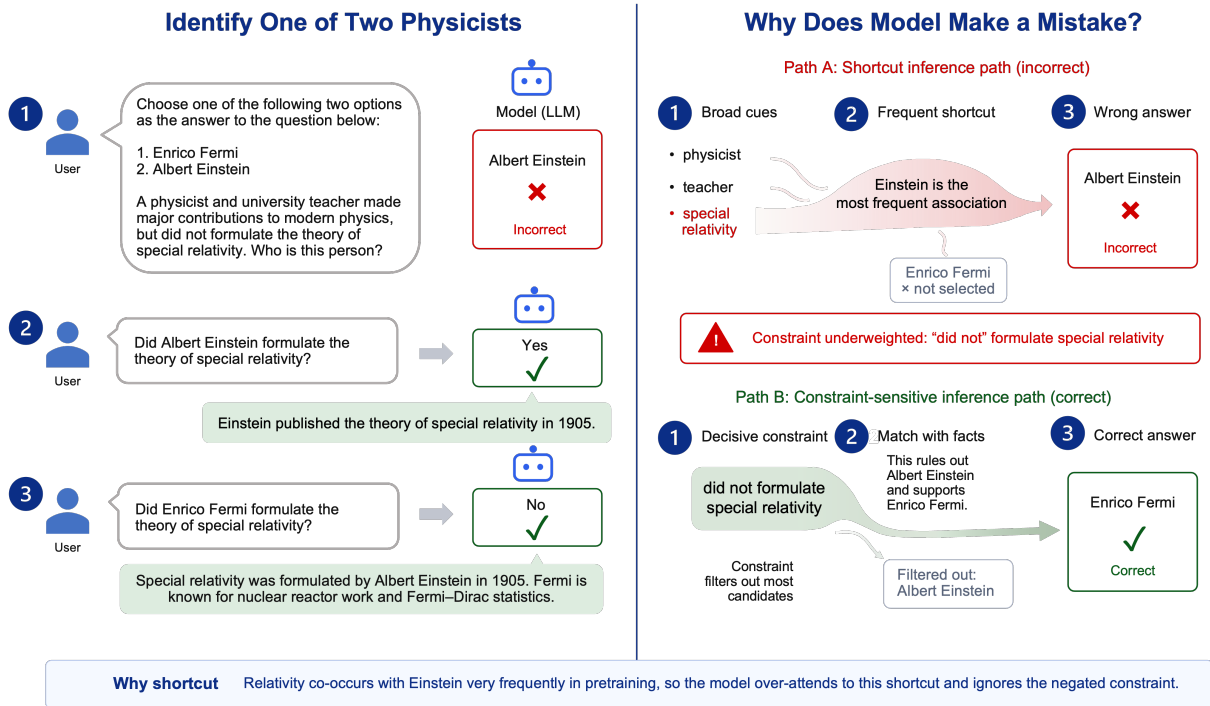 Identify One of Two Physicists
1
User
Choose one of the following two options
as the answer to the question below:
1. Enrico Fermi
2. Albert Einstein
A physicist and university teacher made
major contributions to modern physics,
but did not formulate the theory of
special relativity. Who is this person?
Model (LLM)
Albert Einstein
Incorrect
2
User
Did Albert Einstein formulate the
theory of special relativity?
Yes
Einstein published the theory of special relativity in 1905.
3
User
Did Enrico Fermi formulate the
theory of special relativity?
No
Special relativity was formulated by Albert Einstein in 1905. Fermi is
known for nuclear reactor work and Fermi–Dirac statistics.
Why Does Model Make a Mistake?
Path A: Shortcut inference path (incorrect)
1 Broad cues
2 Frequent shortcut
3 Wrong answer
• physicist
• teacher
• special
relativity
Einstein is the
most frequent association
Enrico Fermi
× not selected
Albert Einstein
Incorrect
! Constraint underweighted: “did not” formulate special relativity
Path B: Constraint-sensitive inference path (correct)
1 Decisive constraint
2 Match with facts
3 Correct answer
did not formulate
special relativity
This rules out
Albert Einstein
and supports
Enrico Fermi.
Constraint
filters out most
candidates
Filtered out:
Albert Einstein
Enrico Fermi
Correct
Why shortcut Relativity co-occurs with Einstein very frequently in pretraining, so the model over-attends to this shortcut and ignores the negated constraint.